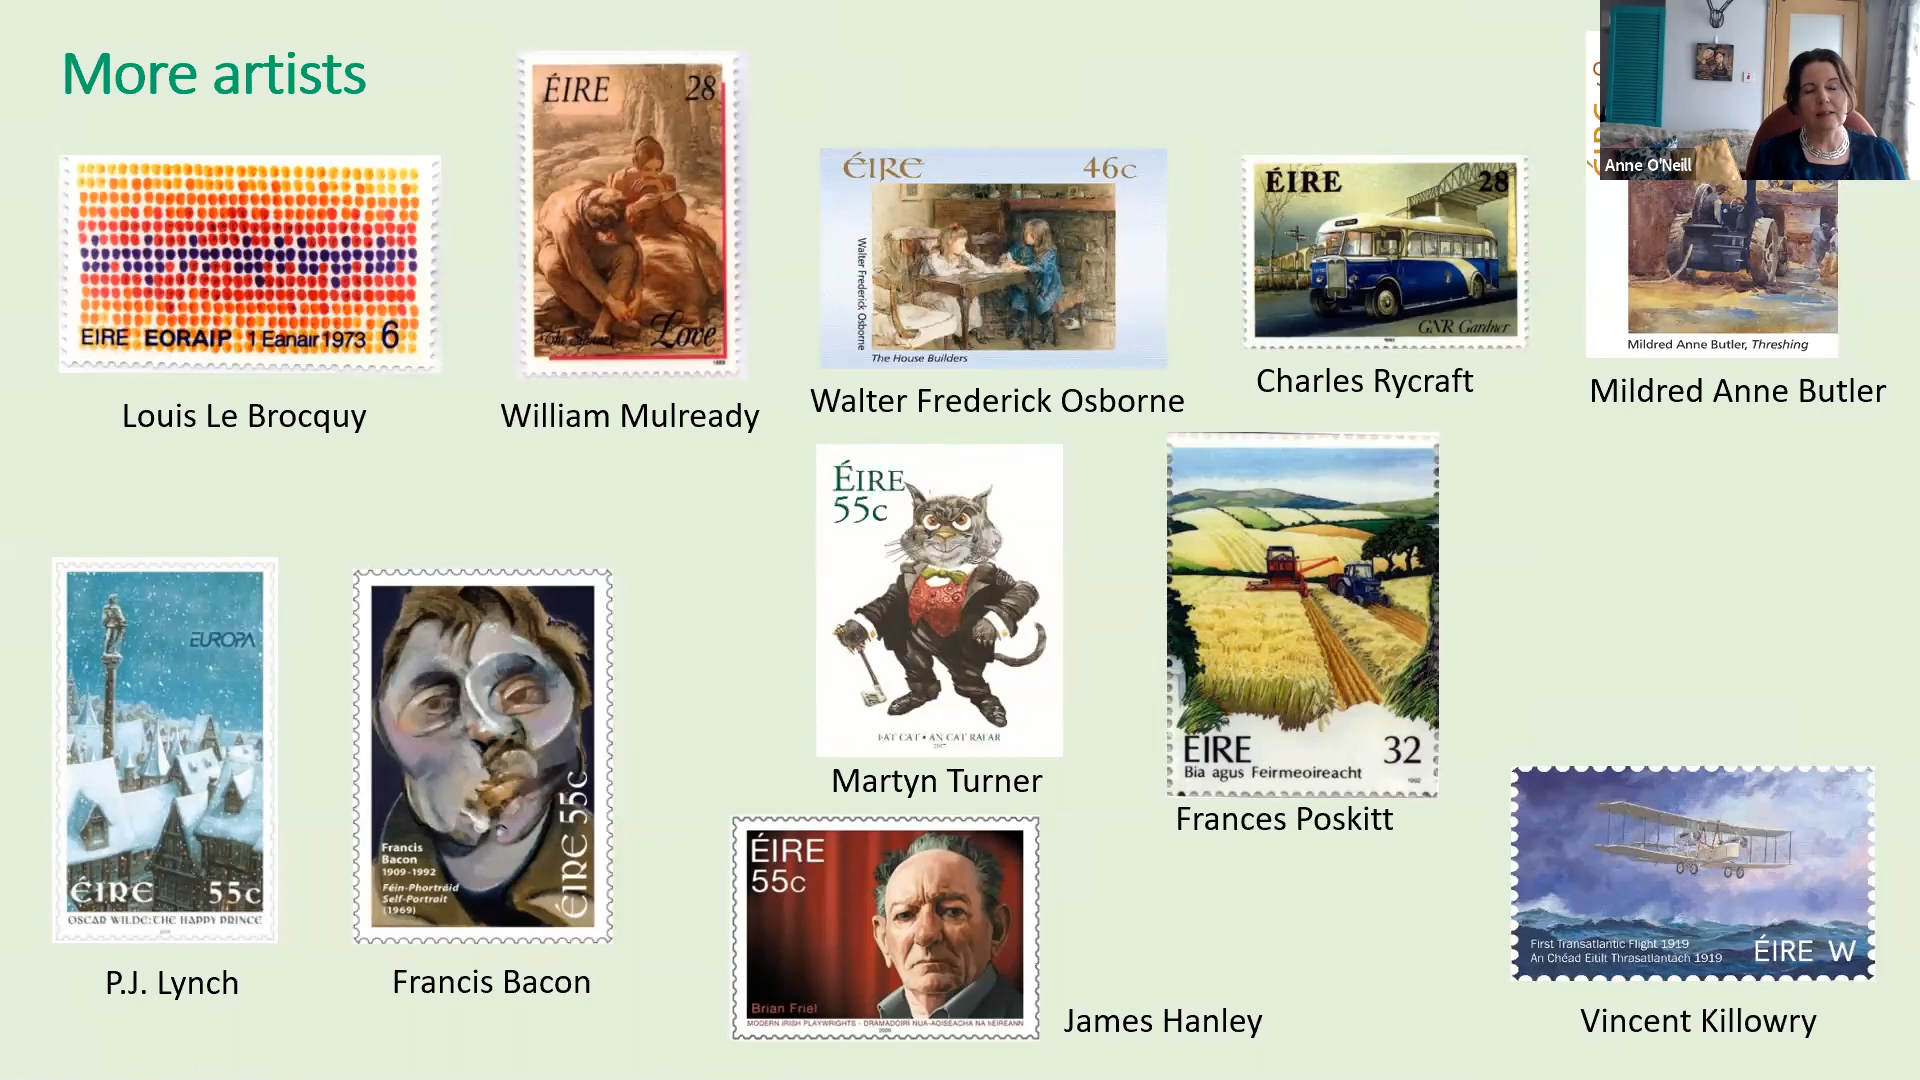 More artists
Anne O'Neill
EIRE EORAIP 1 Eanair 1973 6
Louis Le Brocquy
ÉIRE 28
Love
William Mulready
ÉIRE 46c
Walter Frederick Osborne
The House Builders
Walter Frederick Osborne
ÉIRE 28
GNR Gardner
Charles Rycraft
Mildred Anne Butler, Threshing
Mildred Anne Butler
EUROPA
ÉIRE 55c
OSCAR WILDE: THE HAPPY PRINCE
P.J. Lynch
Francis
Bacon
1909-1992
Féin-Phortráid
Self-Portrait
(1969)
ÉIRE 55c
Francis Bacon
ÉIRE
55c
FAT CAT • AN CAT RAMHAR
2007
Martyn Turner
ÉIRE 32
Bia agus Feirmeoireacht
1992
Frances Poskitt
ÉIRE
55c
Brian Friel
MODERN IRISH PLAYWRIGHTS - DRAMADÓIRÍ NUA-AOISEACHA NA hÉIREANN
2009
James Hanley
First Transatlantic Flight 1919
An Chéad Eitilt Thrasatlantach 1919
ÉIRE W
Vincent Killowry